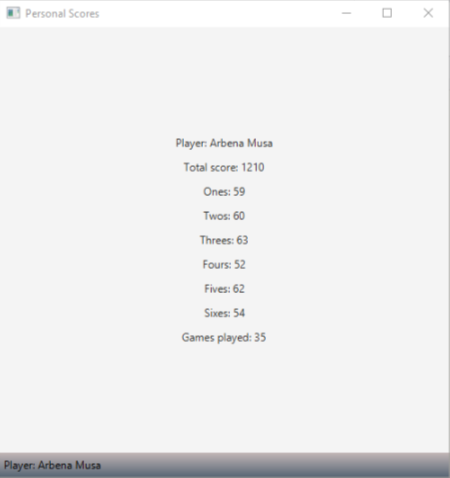 Personal Scores
Player: Arbena Musa
Total score: 1210
Ones: 59
Twos: 60
Threes: 63
Fours: 52
Fives: 62
Sixes: 54
Games played: 35
Player: Arbena Musa